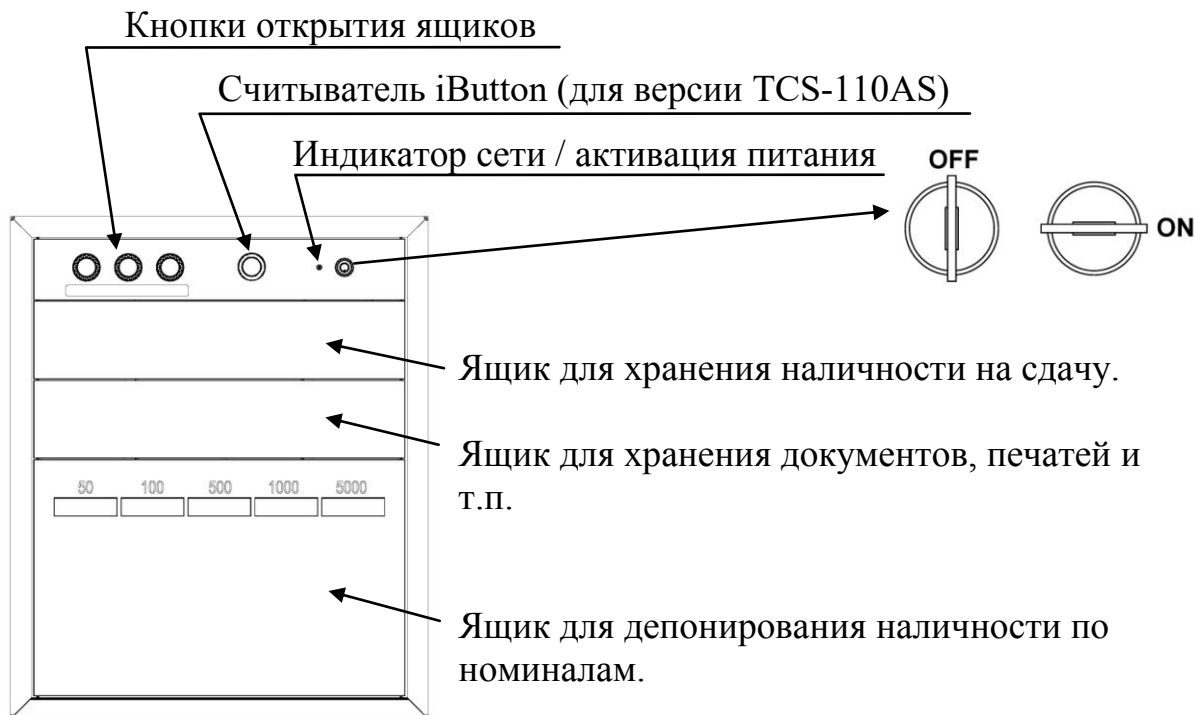 Кнопки открытия ящиков
Считыватель iButton (для версии TCS-110AS)
Индикатор сети / активация питания
OFF
ON
Ящик для хранения наличности на сдачу.
Ящик для хранения документов, печатей и
т.п.
50 100 500 1000 5000
Ящик для депонирования наличности по
номиналам.